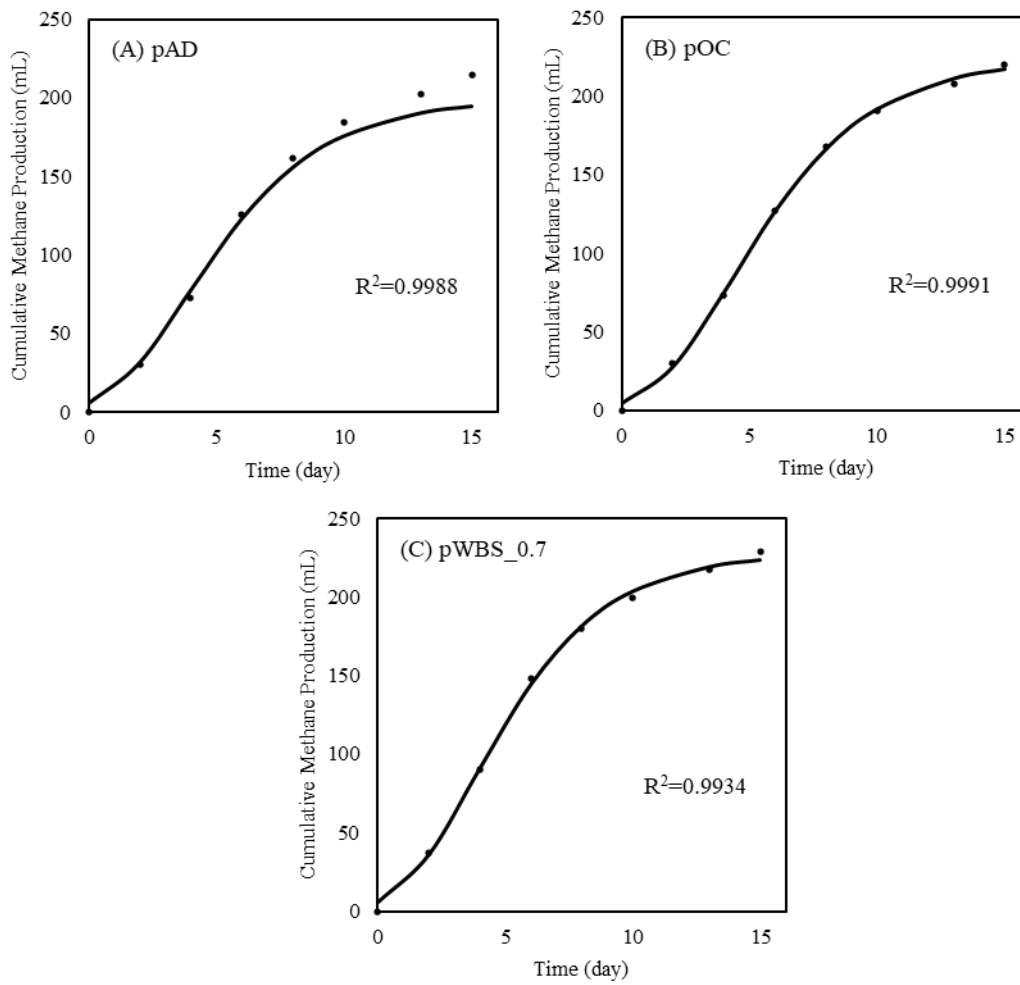 (A) pAD
Cumulative Methane Production (mL)
250
200
150
100
50
0
R²=0.9988
0 5 10 15
Time (day)
(B) pOC
Cumulative Methane Production (mL)
250
200
150
100
50
0
R²=0.9991
0 5 10 15
Time (day)
(C) pWBS_0.7
Cumulative Methane Production (mL)
250
200
150
100
50
0
R²=0.9934
0 5 10 15
Time (day)